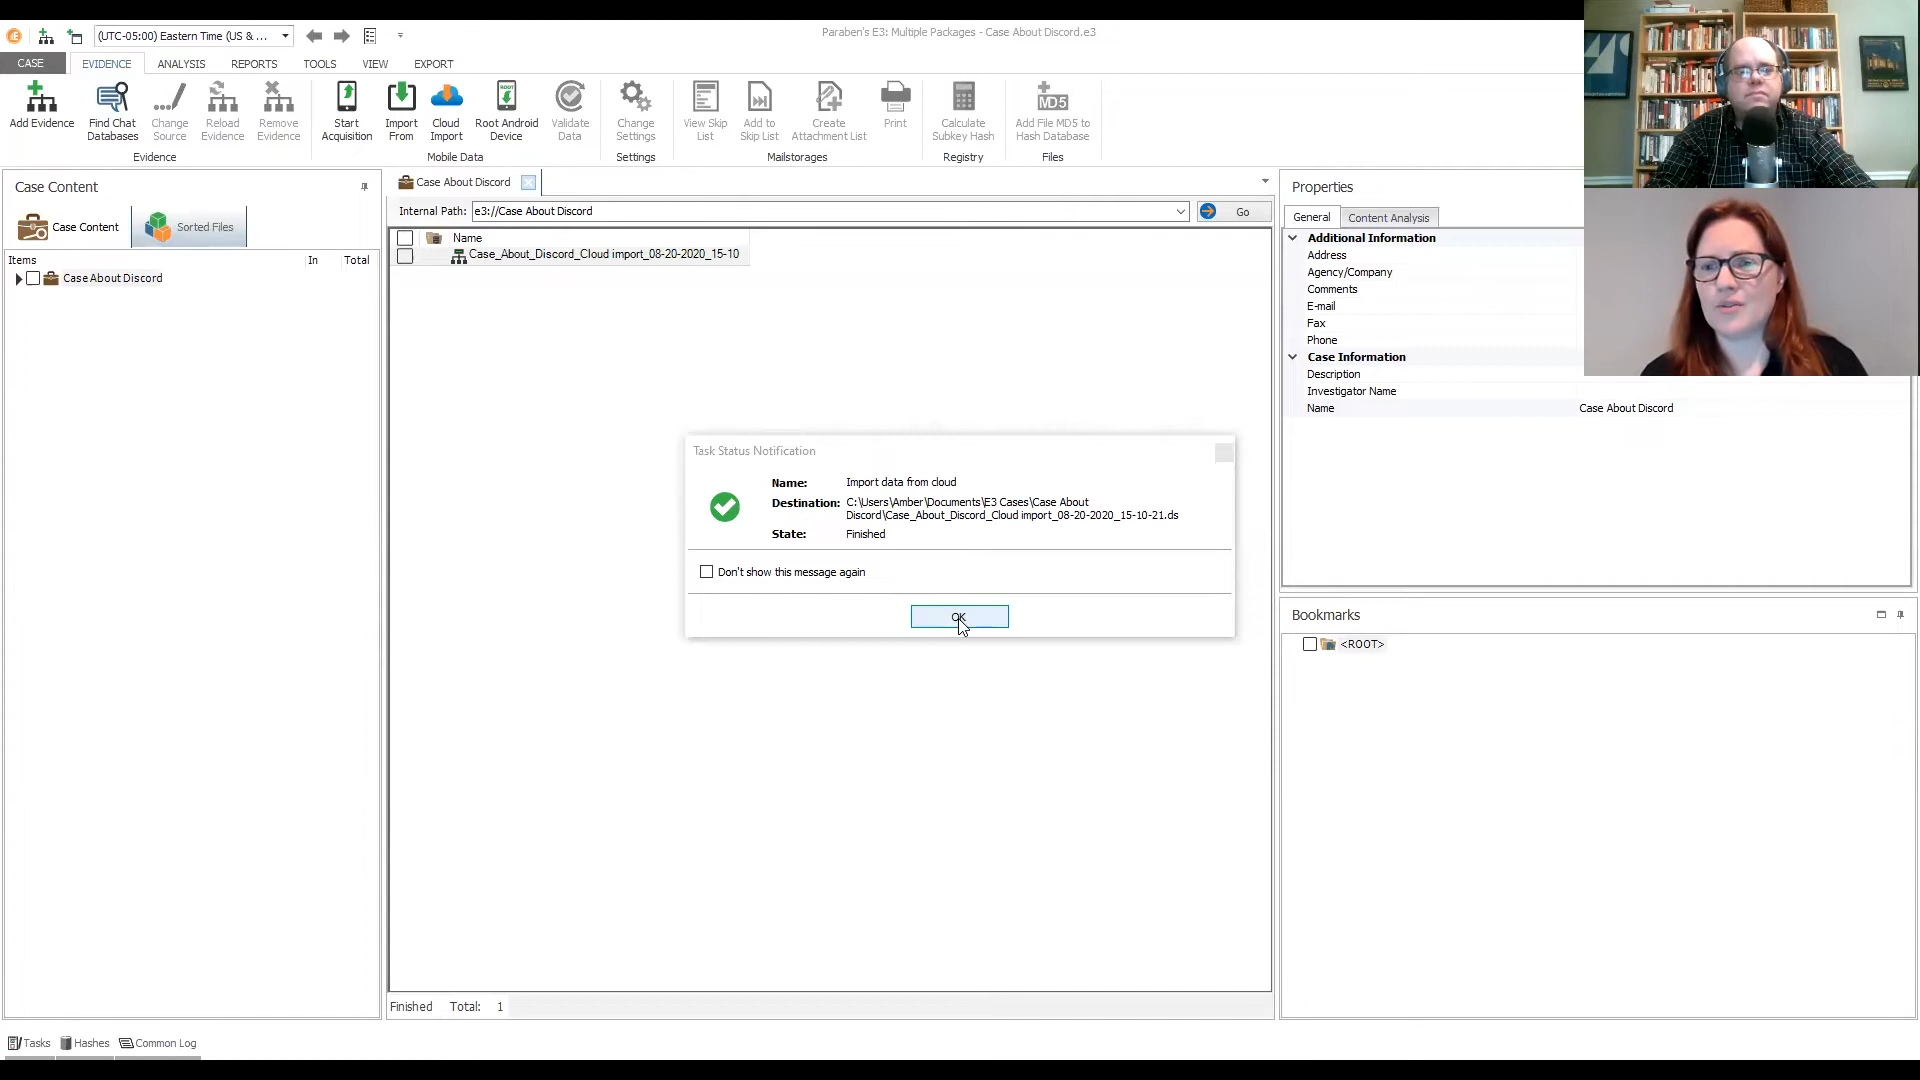 (UTC-05:00) Eastern Time (US & ...
Paraben's E3: Multiple Packages - Case About Discord.e3
CASE EVIDENCE ANALYSIS REPORTS TOOLS VIEW EXPORT
Add Evidence
Find Chat Databases
Change Source
Reload Evidence
Remove Evidence
Evidence
Start Acquisition
Import From
Cloud Import
Root Android Device
Validate Data
Mobile Data
Change Settings
Settings
View Skip List
Add to Skip List
Create Attachment List
Print
Mailstorages
Calculate Subkey Hash
Registry
MD5
Add File MD5 to Hash Database
Files
Case Content
Case Content Sorted Files
Items In Total
Case About Discord
Case About Discord
Internal Path: e3://Case About Discord Go
Name
Case_About_Discord_Cloud import_08-20-2020_15-10
Task Status Notification
Name: Import data from cloud
Destination: C:\Users\Amber\Documents\E3 Cases\Case About
Discord\Case_About_Discord_Cloud import_08-20-2020_15-10-21.ds
State: Finished
Don't show this message again
OK
Finished Total: 1
Properties
General Content Analysis
Additional Information
Address
Agency/Company
Comments
E-mail
Fax
Phone
Case Information
Description
Investigator Name
Name Case About Discord
Bookmarks
<ROOT>
Tasks Hashes Common Log